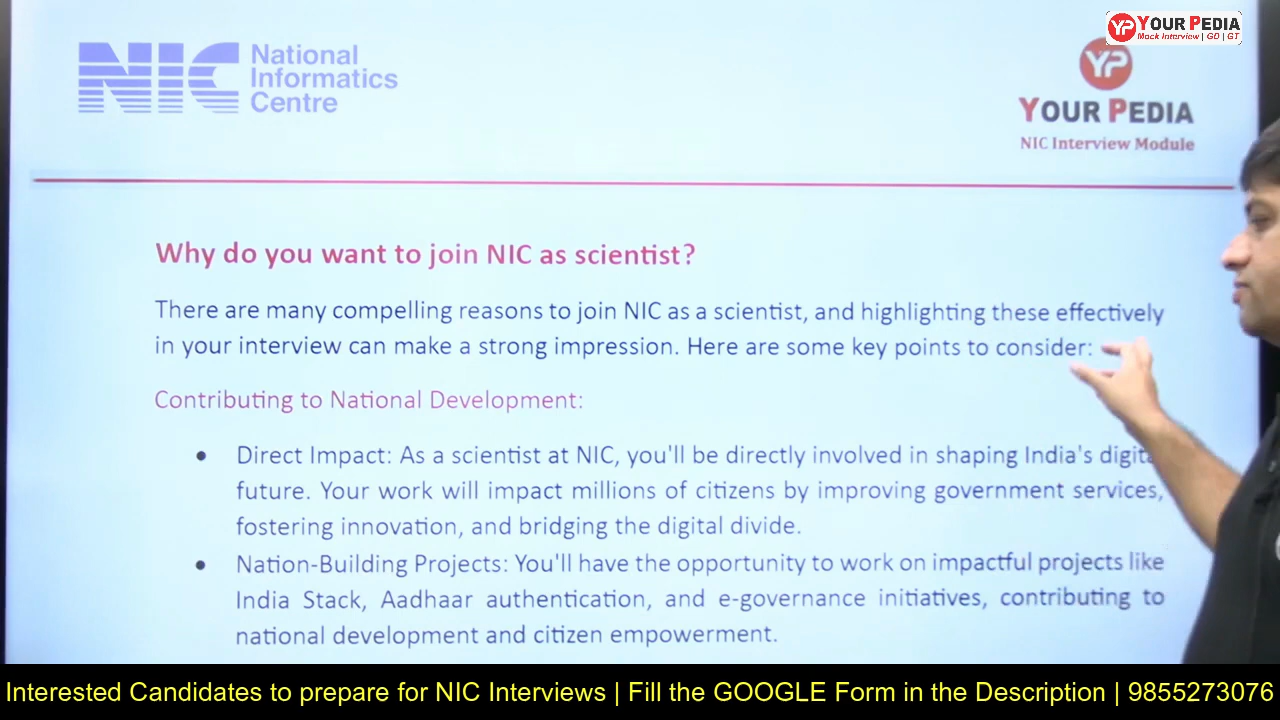 YP YOUR PEDIA
Mock Interview | GD | GT
NIC National
Informatics
Centre
YP
YOUR PEDIA
NIC Interview Module
Why do you want to join NIC as scientist?
There are many compelling reasons to join NIC as a scientist, and highlighting these effectively
in your interview can make a strong impression. Here are some key points to consider:
Contributing to National Development:
• Direct Impact: As a scientist at NIC, you'll be directly involved in shaping India's
future. Your work will impact millions of citizens by improving government services,
fostering innovation, and bridging the digital divide.
• Nation-Building Projects: You'll have the opportunity to work on impactful projects like
India Stack, Aadhaar authentication, and e-governance initiatives, contributing to
national development and citizen empowerment.
Interested Candidates to prepare for NIC Interviews | Fill the GOOGLE Form in the Description | 9855273076